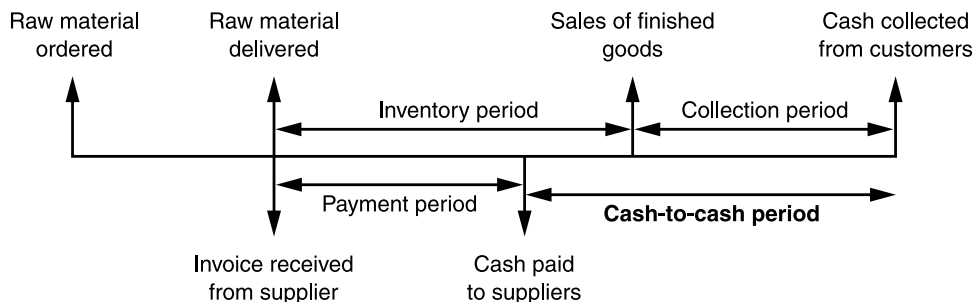 Raw material
ordered
Raw material
delivered
Sales of finished
goods
Cash collected
from customers
Inventory period
Collection period
Payment period
Cash-to-cash period
Invoice received
from supplier
Cash paid
to suppliers